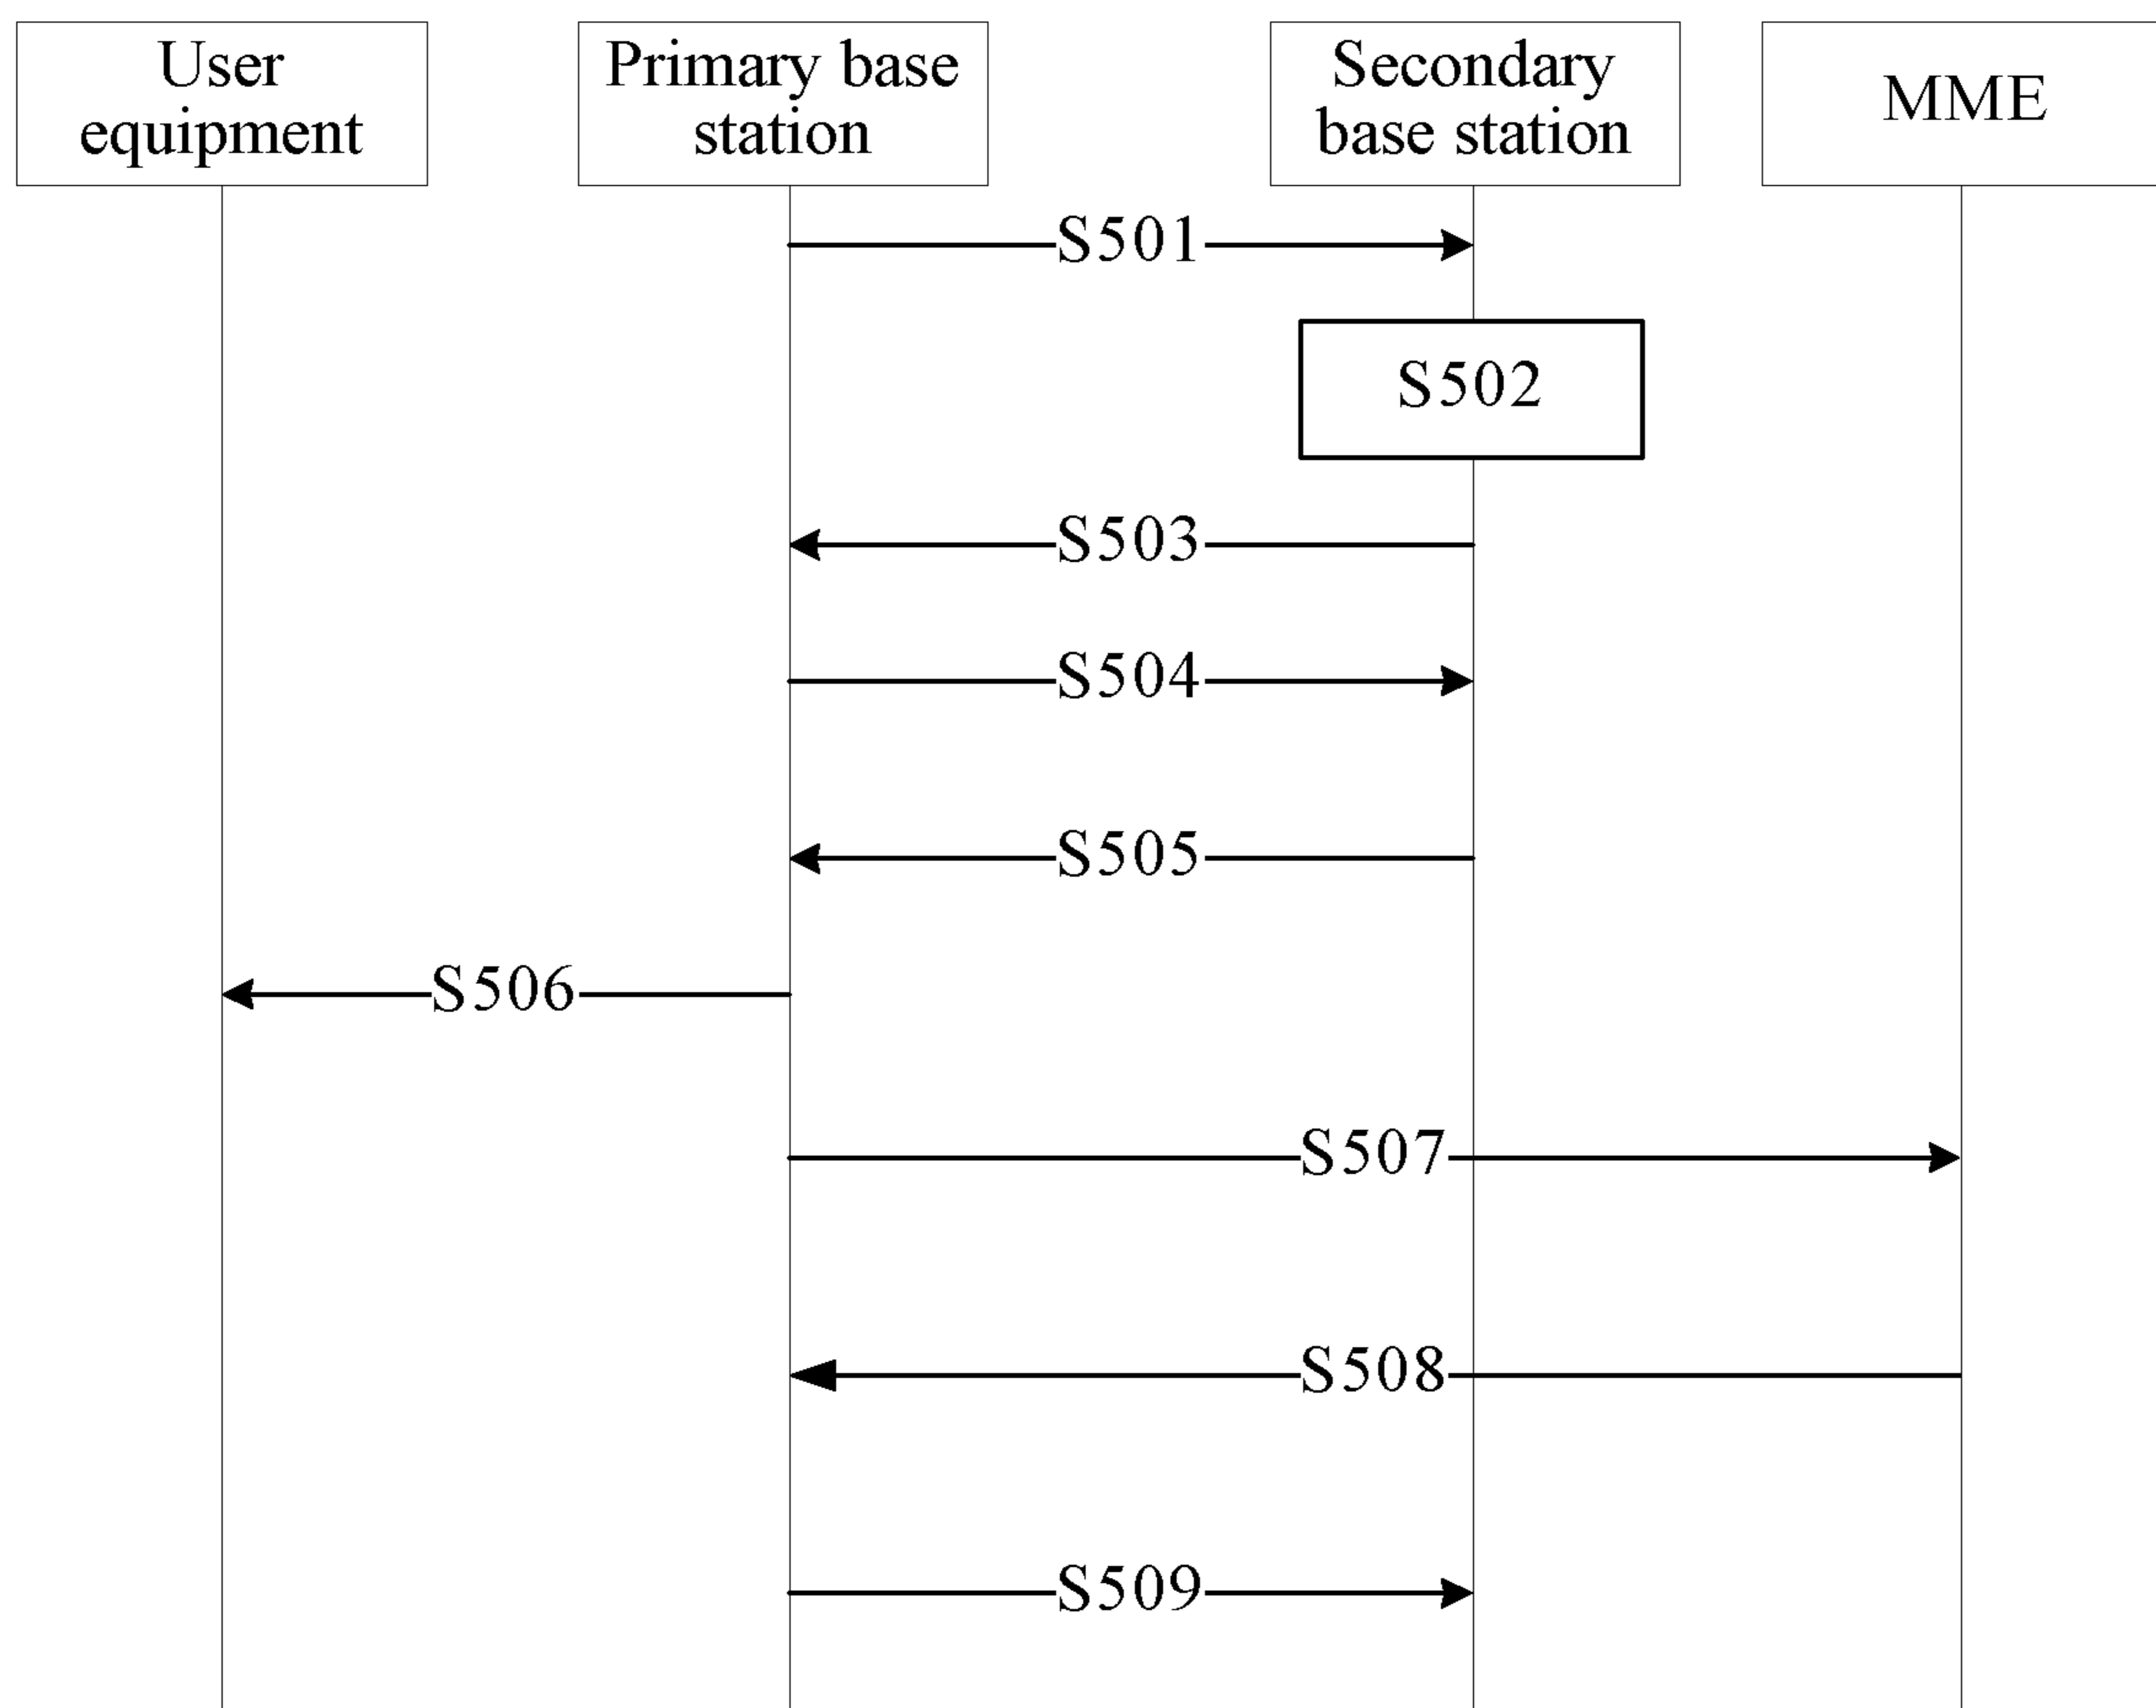 User
equipment
Primary base
station
Secondary
base station
MME
S501
S502
S503
S504
S505
S506
S507
S508
S509